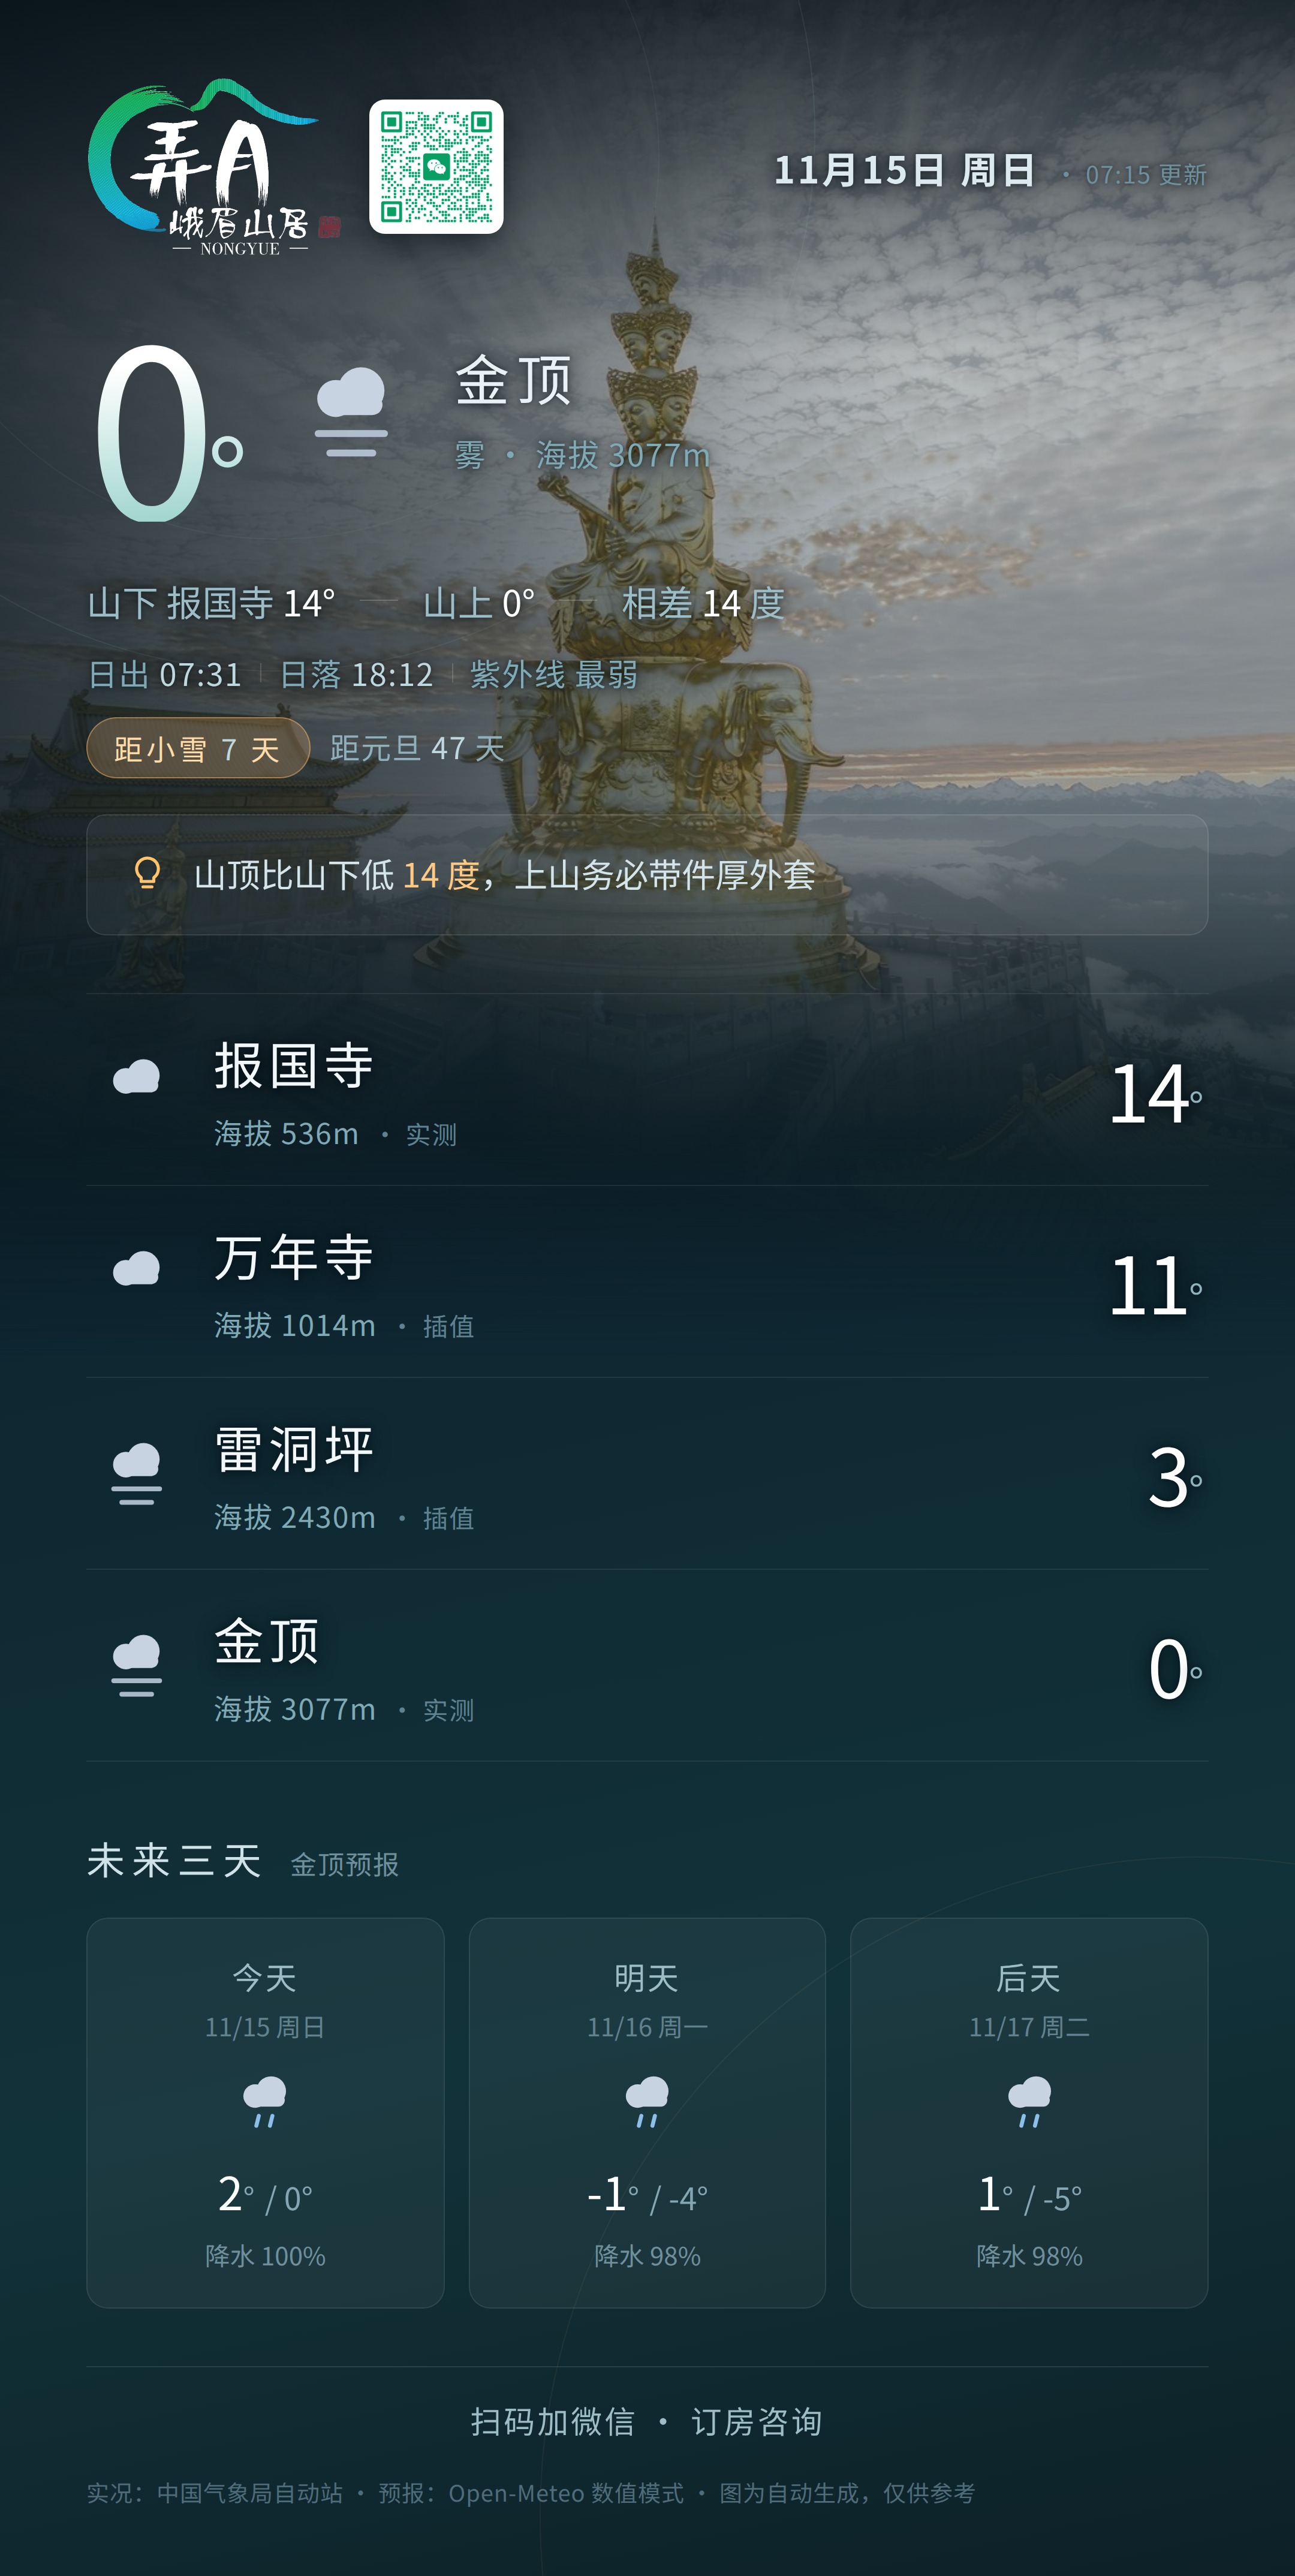 弄月
峨眉山居
NONGYUE
11月15日 周日 · 07:15 更新
0°
金顶
雾 · 海拔 3077m
山下 报国寺 14° — 山上 0° — 相差 14 度
日出 07:31 | 日落 18:12 | 紫外线 最弱
距小雪 7 天 距元旦 47 天
山顶比山下低 14 度，上山务必带件厚外套
报国寺
海拔 536m · 实测
14°
万年寺
海拔 1014m · 插值
11°
雷洞坪
海拔 2430m · 插值
3°
金顶
海拔 3077m · 实测
0°
未来三天 金顶预报
今天
11/15 周日
2° / 0°
降水 100%
明天
11/16 周一
-1° / -4°
降水 98%
后天
11/17 周二
1° / -5°
降水 98%
扫码加微信 · 订房咨询
实况：中国气象局自动站 · 预报：Open-Meteo 数值模式 · 图为自动生成，仅供参考